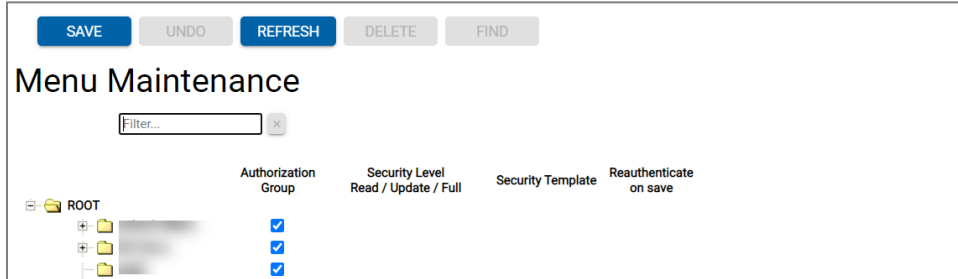 SAVE UNDO REFRESH DELETE FIND
Menu Maintenance
Filter... ×
Authorization Group Security Level Read / Update / Full Security Template Reauthenticate on save
ROOT